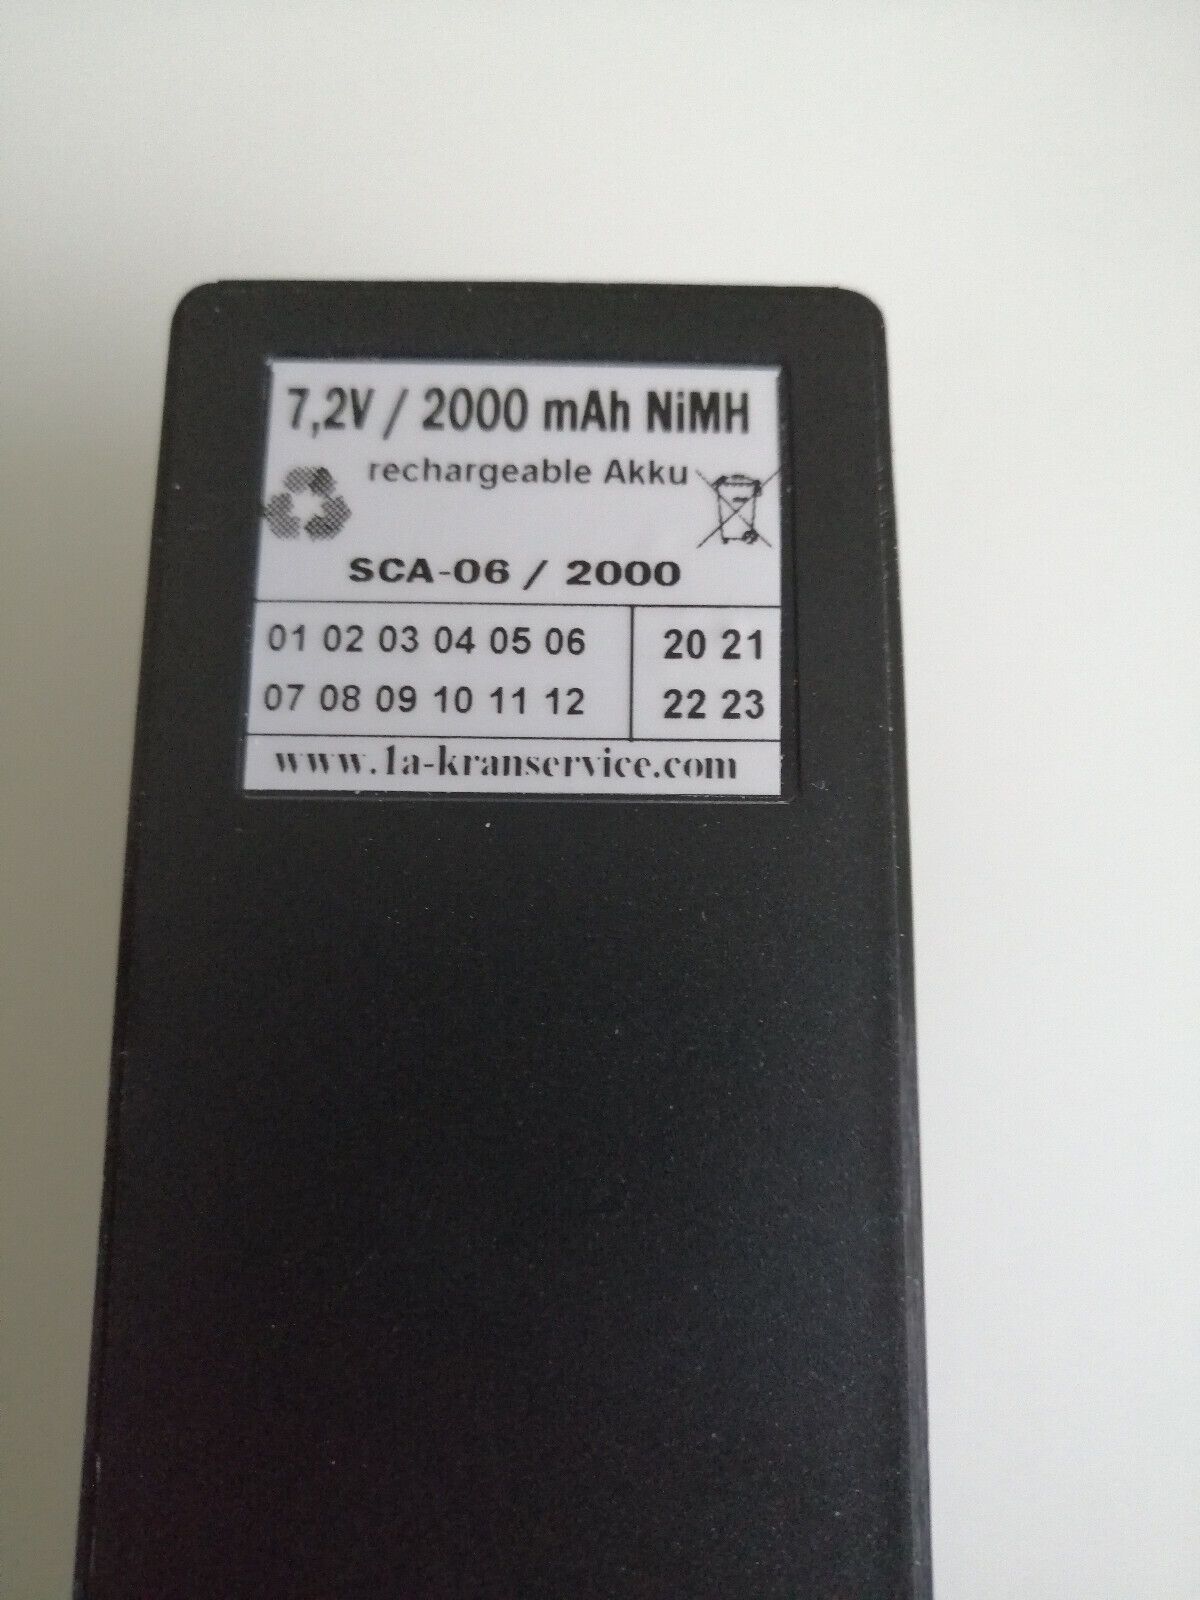 7,2V / 2000 mAh NiMH
rechargeable Akku
SCA-06 / 2000
01 02 03 04 05 06 20 21
07 08 09 10 11 12 22 23
www.1a-kranservice.com